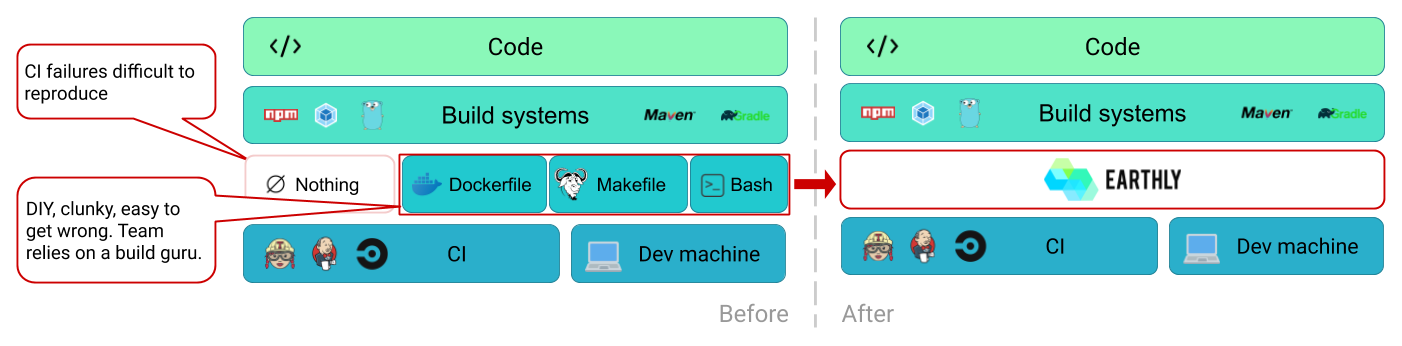 CI failures difficult to
reproduce
DIY, clunky, easy to
get wrong. Team
relies on a build guru.
</> Code
npm Build systems Maven Gradle
Nothing Dockerfile Makefile >_ Bash
CI Dev machine
Before
</> Code
npm Build systems Maven Gradle
EARTHLY
CI Dev machine
After